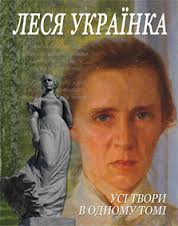 ЛЕСЯ УКРАЇНКА
УСІ ТВОРИ
В ОДНОМУ ТОМІ